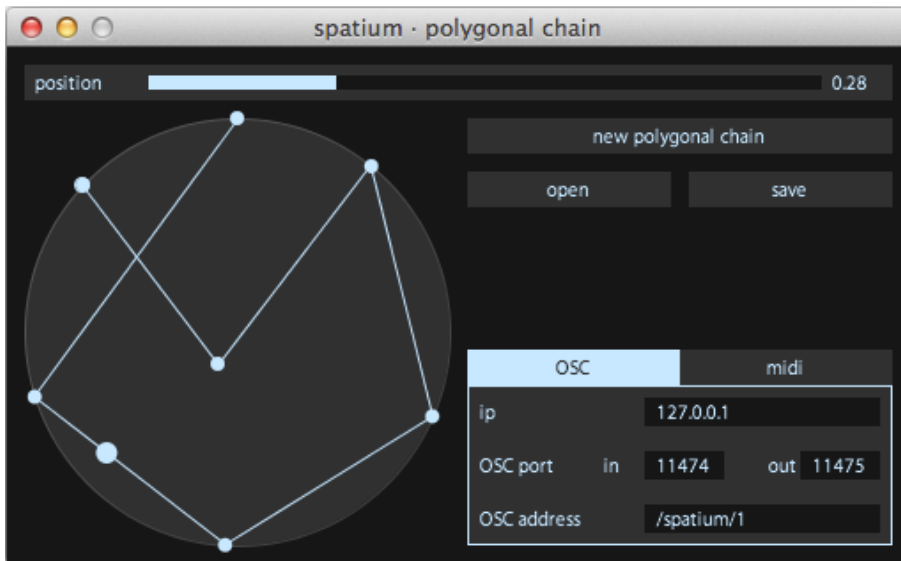 spatium · polygonal chain
position 0.28
new polygonal chain
open save
OSC midi
ip 127.0.0.1
OSC port in 11474 out 11475
OSC address /spatium/1